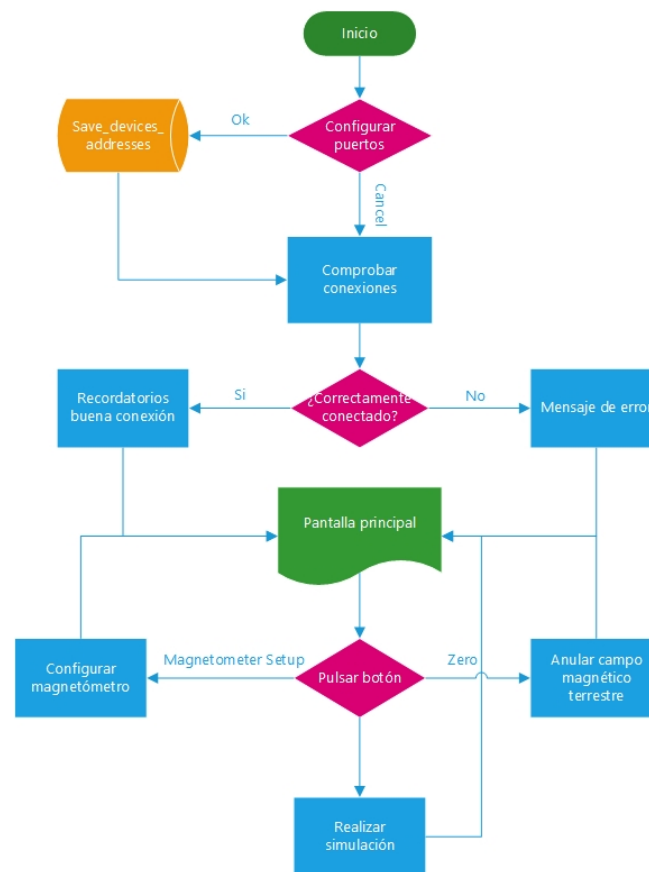 Inicio
Configurar
puertos
Ok
Save_devices_
addresses
Cancel
Comprobar
conexiones
¿Correctamente
conectado?
Si
Recordatorios
buena conexión
No
Mensaje de error
Pantalla principal
Pulsar botón
Magnetometer Setup
Configurar
magnetómetro
Zero
Anular campo
magnético
terrestre
Realizar
simulación